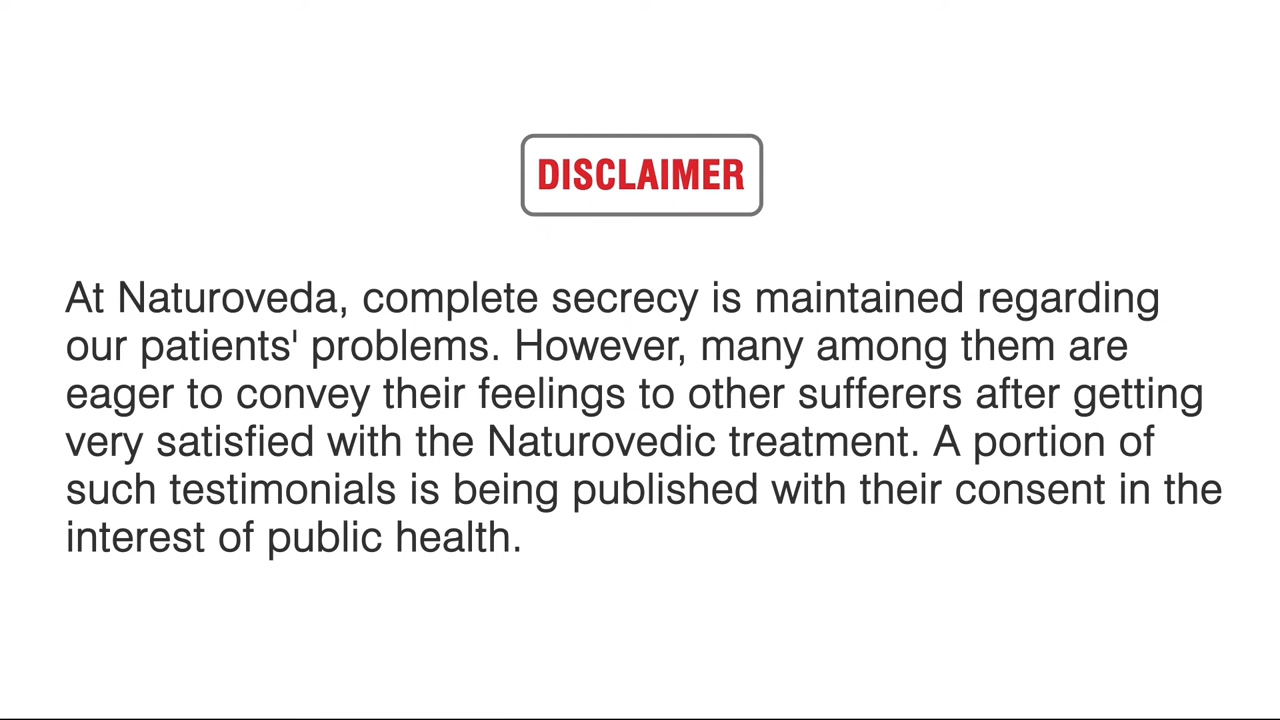 DISCLAIMER
At Naturoveda, complete secrecy is maintained regarding
our patients' problems. However, many among them are
eager to convey their feelings to other sufferers after getting
very satisfied with the Naturovedic treatment. A portion of
such testimonials is being published with their consent in the
interest of public health.